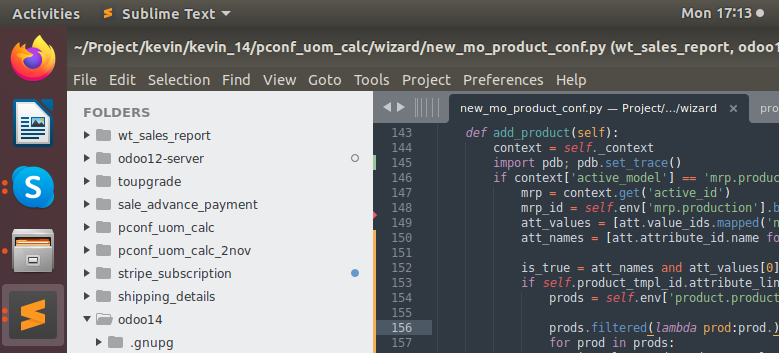 Activities Sublime Text Mon 17:13
~/Project/kevin/kevin_14/pconf_uom_calc/wizard/new_mo_product_conf.py (wt_sales_report, odoo1
File Edit Selection Find View Goto Tools Project Preferences Help
FOLDERS
wt_sales_report
odoo12-server
toupgrade
sale_advance_payment
pconf_uom_calc
pconf_uom_calc_2nov
stripe_subscription
shipping_details
odoo14
.gnupg
new_mo_product_conf.py — Project/.../wizard × pro
143 def add_product(self):
144 context = self._context
145 import pdb; pdb.set_trace()
146 if context['active_model'] == 'mrp.produc
147 mrp = context.get('active_id')
148 mrp_id = self.env['mrp.production'].b
149 att_values = [att.value_ids.mapped('n
150 att_names = [att.attribute_id.name fo
151
152 is_true = att_names and att_values[0]
153 if self.product_tmpl_id.attribute_lin
154 prods = self.env['product.product
155
156 prods.filtered(lambda prod:prod.)
157 for prod in prods: